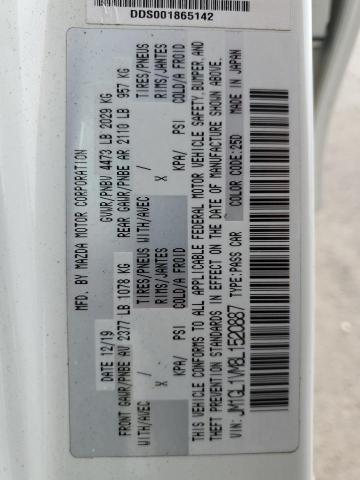 DDS001865142
MFD. BY MAZDA MOTOR CORPORATION
12/19 GVWR/PNBV 4473 LB 2029 KG
FRONT GAWR/PNBE AV 2377 LB 1078 KG REAR GAWR/PNBE AR 2110 LB 957 KG
WITH/AVEC TIRES/PNEUS WITH/AVEC TIRES/PNEUS
/ X RIMS/JANTES / X RIMS/JANTES
KPA/ PSI COLD/A FROID KPA/ PSI COLD/A FROID
THIS VEHICLE CONFORMS TO ALL APPLICABLE FEDERAL MOTOR VEHICLE SAFETY, BUMPER, AND
THEFT PREVENTION STANDARDS IN EFFECT ON THE DATE OF MANUFACTURE SHOWN ABOVE.
VIN: JM1GL1VM8L1520887 TYPE:PASS CAR COLOR CODE:25D MADE IN JAPAN